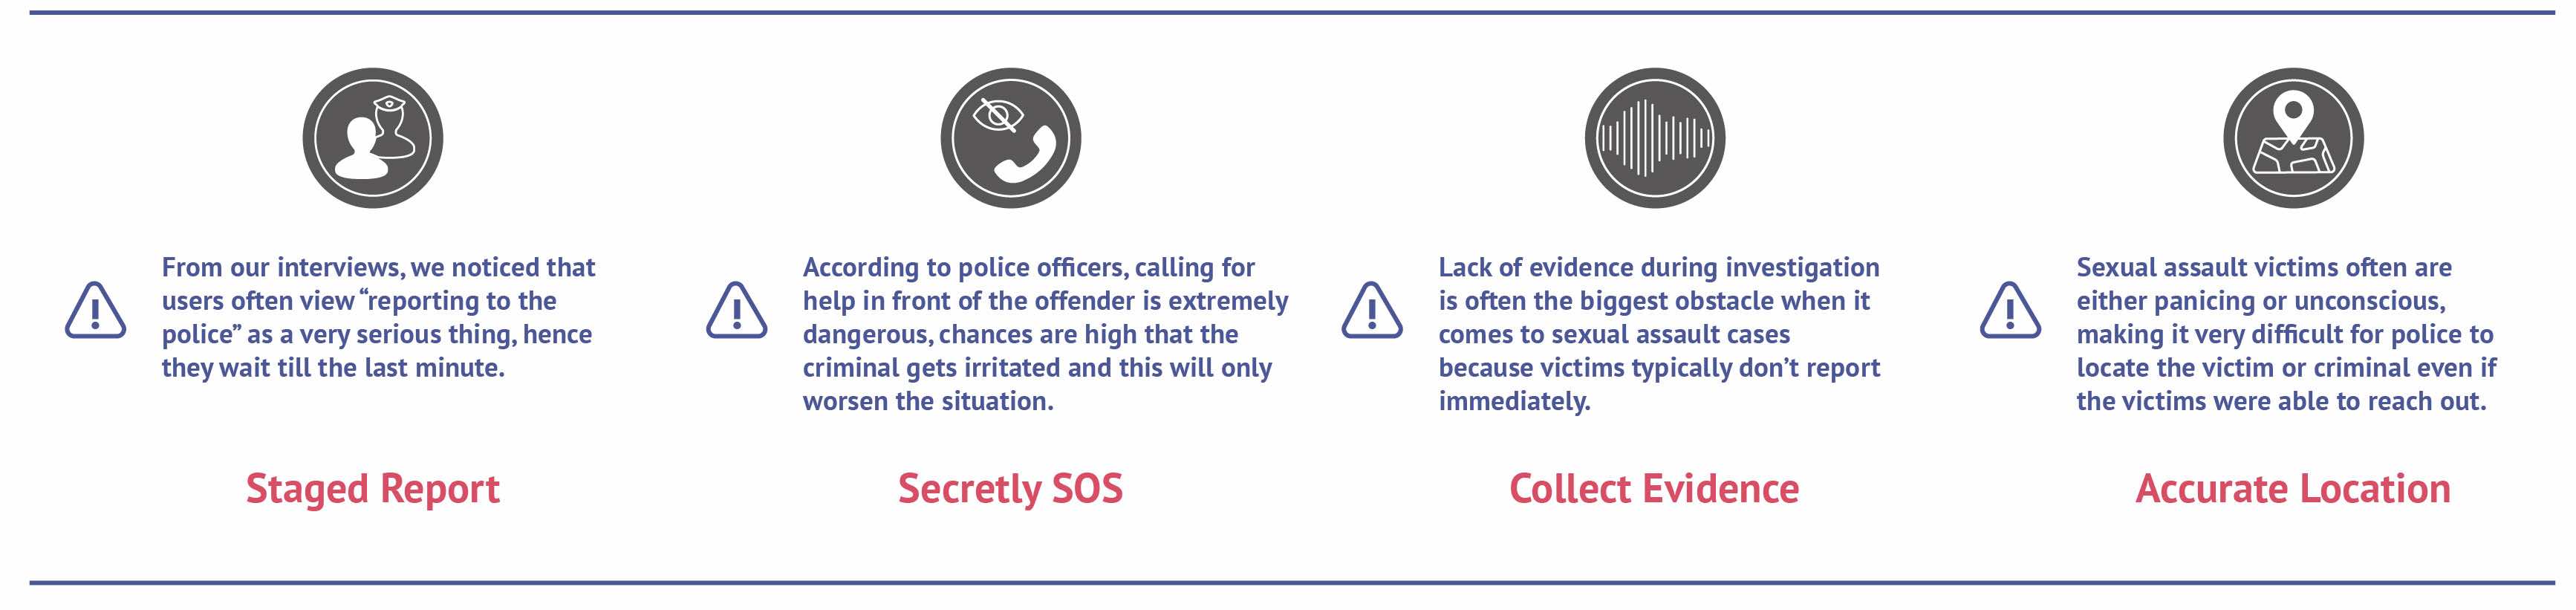 From our interviews, we noticed that
users often view “reporting to the
police” as a very serious thing, hence
they wait till the last minute.
Staged Report
According to police officers, calling for
help in front of the offender is extremely
dangerous, chances are high that the
criminal gets irritated and this will only
worsen the situation.
Secretly SOS
Lack of evidence during investigation
is often the biggest obstacle when it
comes to sexual assault cases
because victims typically don’t report
immediately.
Collect Evidence
Sexual assault victims often are
either panicing or unconscious,
making it very difficult for police to
locate the victim or criminal even if
the victims were able to reach out.
Accurate Location